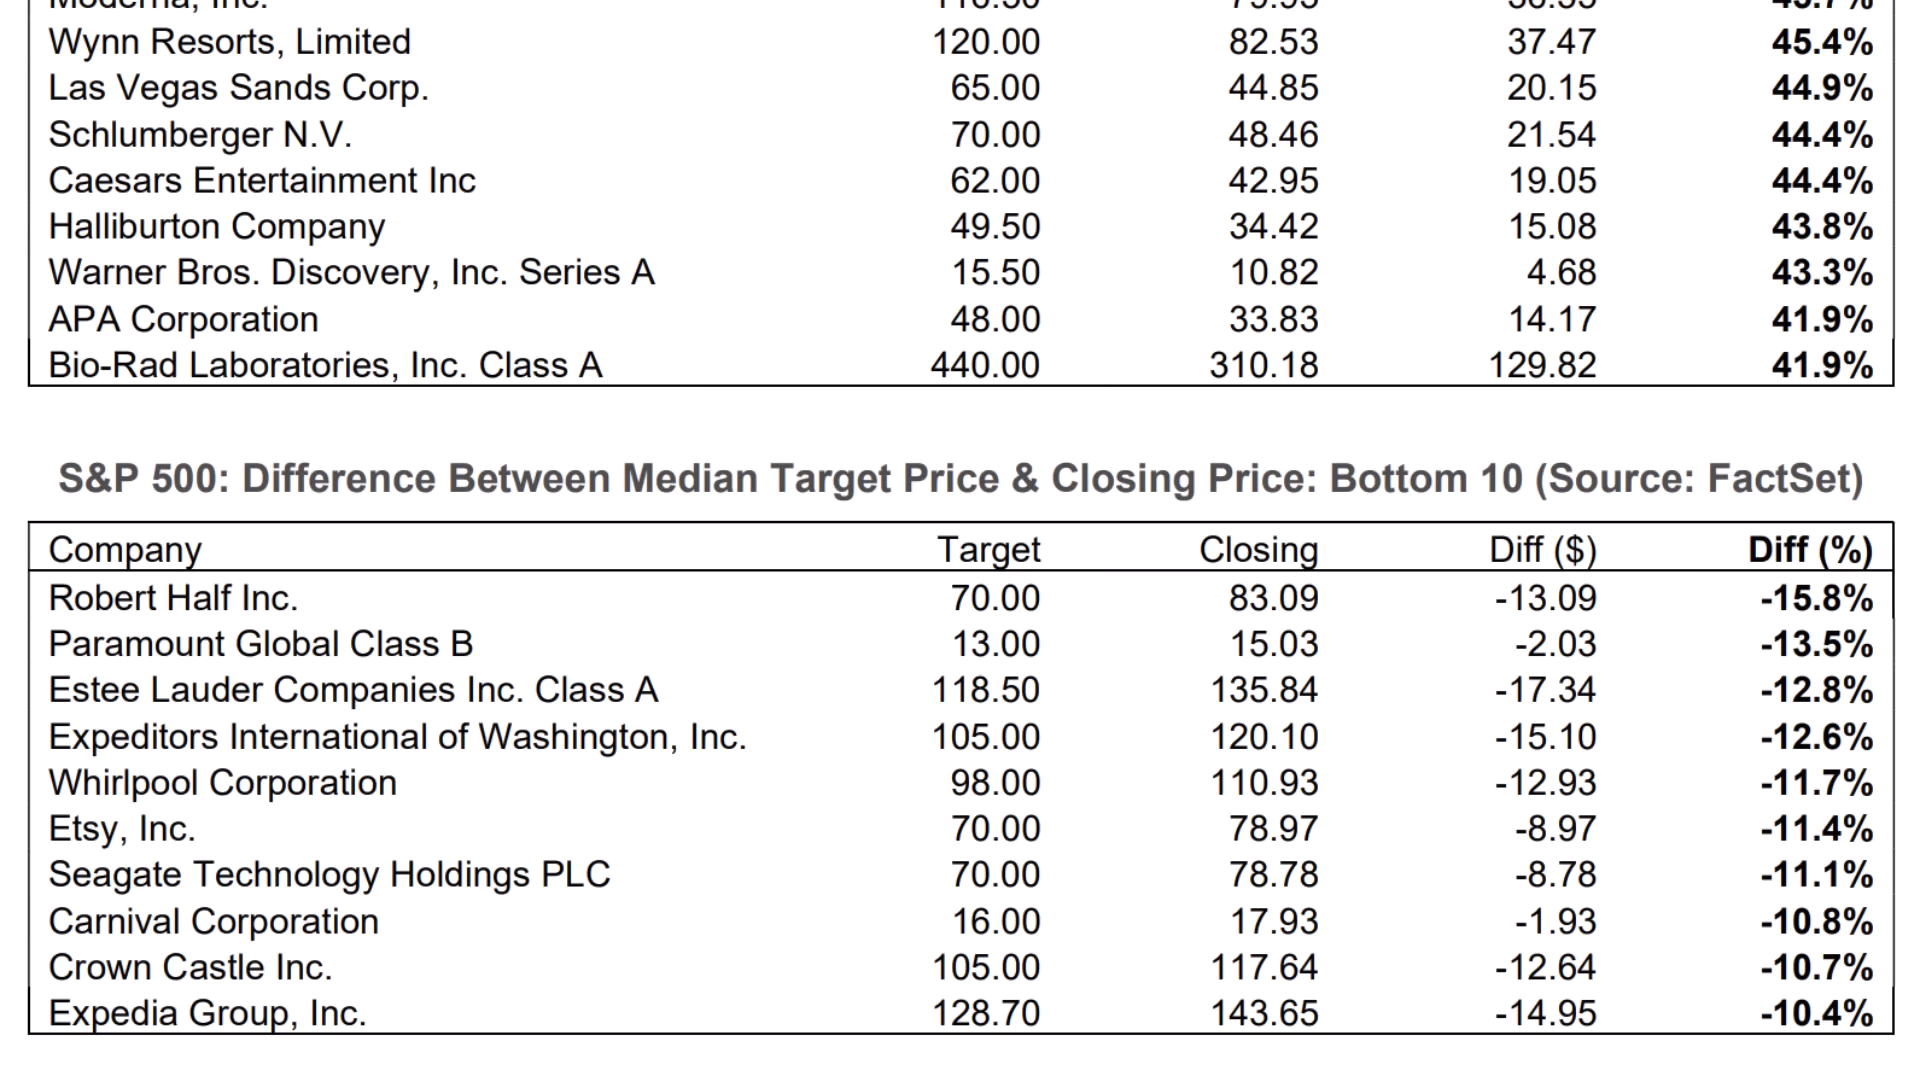 Moderna, Inc.
Wynn Resorts, Limited 120.00 82.53 37.47 45.4%
Las Vegas Sands Corp. 65.00 44.85 20.15 44.9%
Schlumberger N.V. 70.00 48.46 21.54 44.4%
Caesars Entertainment Inc 62.00 42.95 19.05 44.4%
Halliburton Company 49.50 34.42 15.08 43.8%
Warner Bros. Discovery, Inc. Series A 15.50 10.82 4.68 43.3%
APA Corporation 48.00 33.83 14.17 41.9%
Bio-Rad Laboratories, Inc. Class A 440.00 310.18 129.82 41.9%
S&P 500: Difference Between Median Target Price & Closing Price: Bottom 10 (Source: FactSet)
Company Target Closing Diff ($) Diff (%)
Robert Half Inc. 70.00 83.09 -13.09 -15.8%
Paramount Global Class B 13.00 15.03 -2.03 -13.5%
Estee Lauder Companies Inc. Class A 118.50 135.84 -17.34 -12.8%
Expeditors International of Washington, Inc. 105.00 120.10 -15.10 -12.6%
Whirlpool Corporation 98.00 110.93 -12.93 -11.7%
Etsy, Inc. 70.00 78.97 -8.97 -11.4%
Seagate Technology Holdings PLC 70.00 78.78 -8.78 -11.1%
Carnival Corporation 16.00 17.93 -1.93 -10.8%
Crown Castle Inc. 105.00 117.64 -12.64 -10.7%
Expedia Group, Inc. 128.70 143.65 -14.95 -10.4%